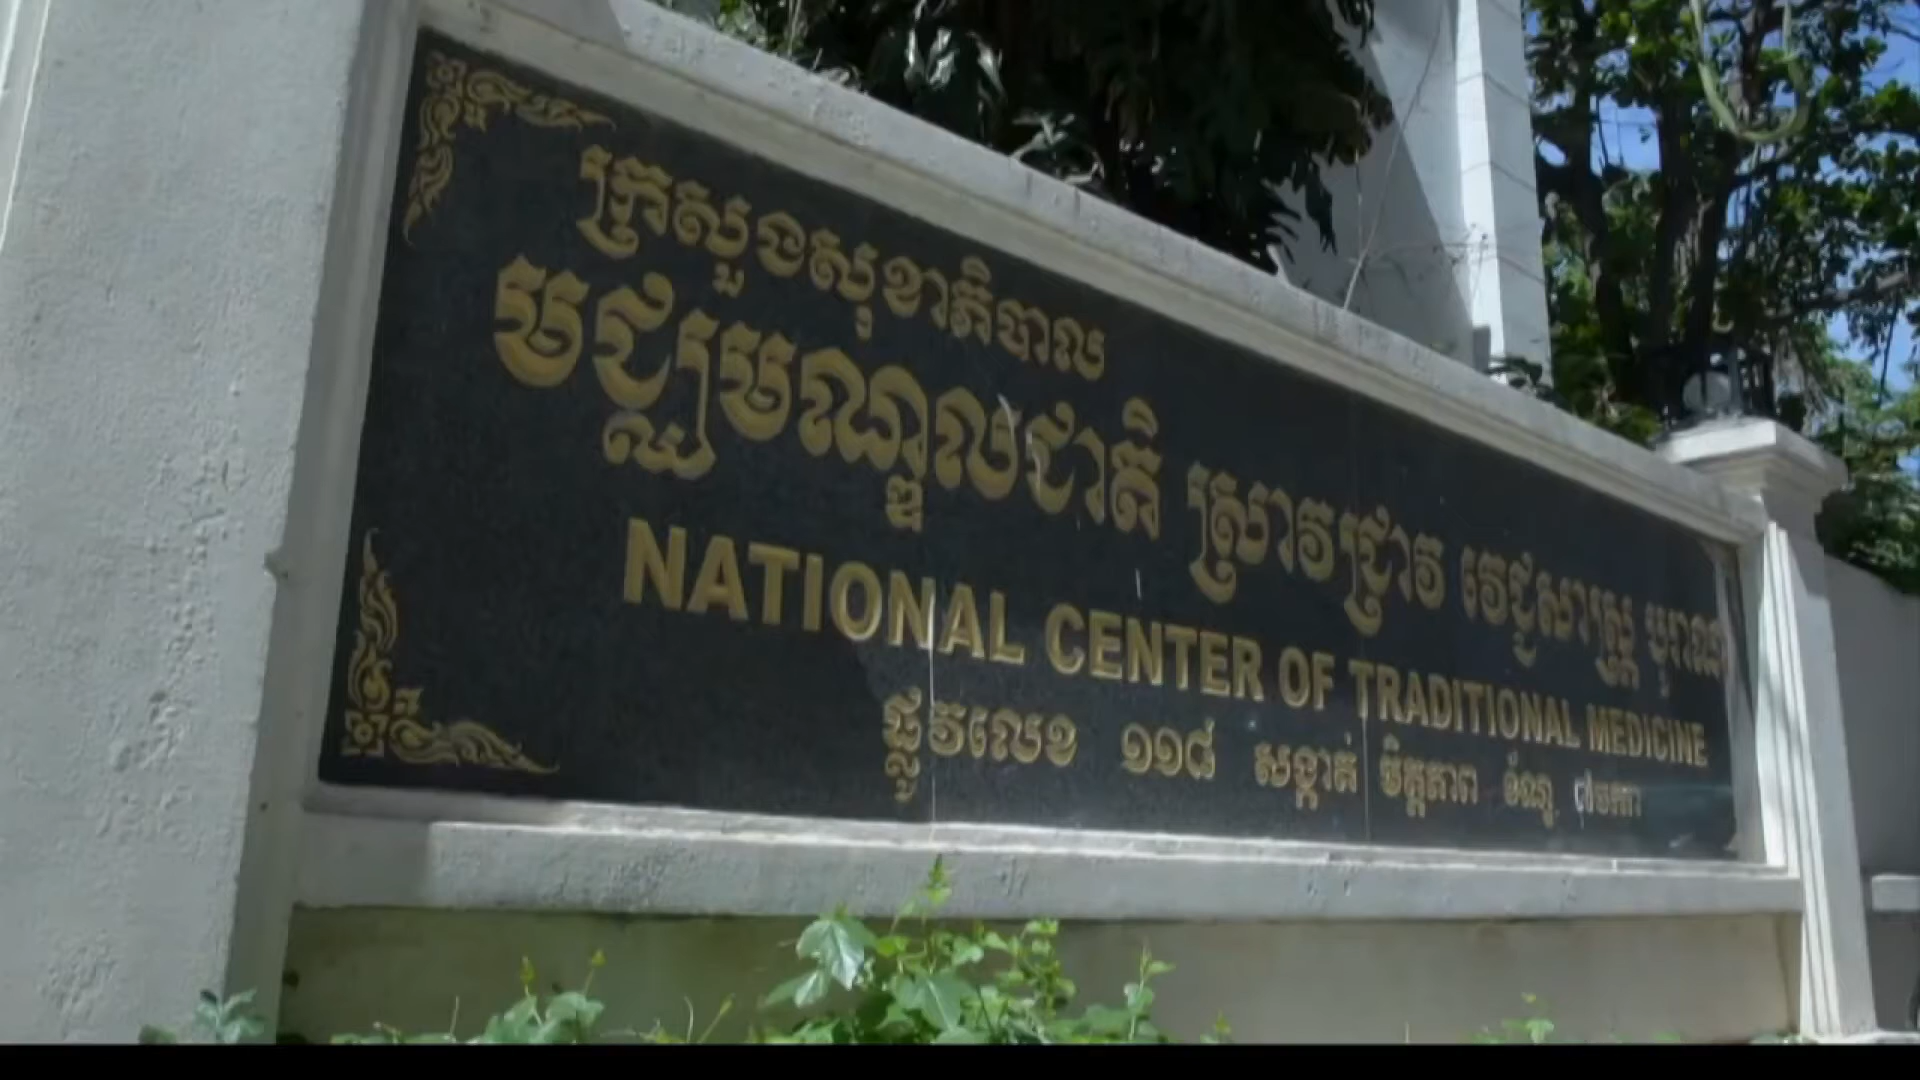 ក្រសួងសុខាភិបាល
មជ្ឈមណ្ឌលជាតិ ស្រាវជ្រាវ វេជ្ជសាស្ត្រ បុរាណ
NATIONAL CENTER OF TRADITIONAL MEDICINE
ផ្លូវលេខ ១១៨ សង្កាត់ មិត្តភាព ខ័ណ្ឌ ៧មករា